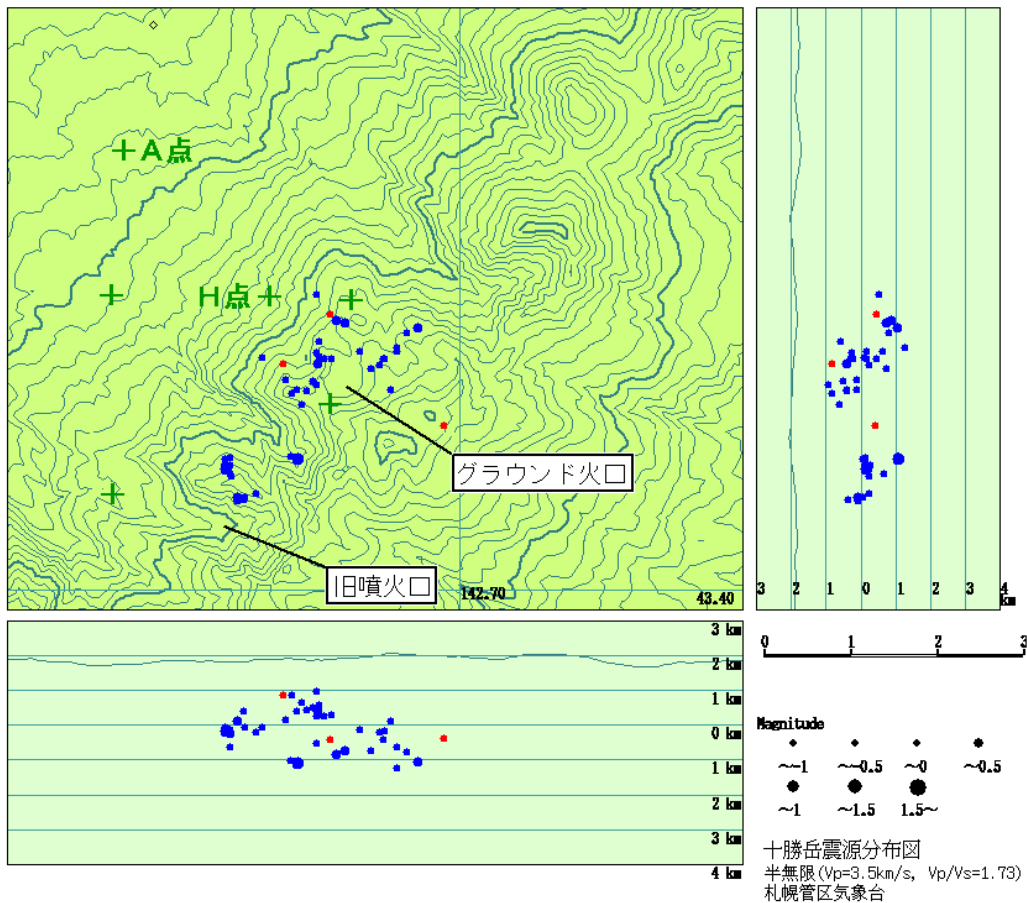 A点
H点
グラウンド火口
旧噴火口
142.70
43.40
3 2 1 0 1 2 3 4
km
3 km
2 km
1 km
0 km
1 km
2 km
3 km
4 km
0 1 2 3
Magnitude
～-1 ～-0.5 ～0 ～0.5
～1 ～1.5 1.5～
十勝岳震源分布図
半無限(Vp=3.5km/s, Vp/Vs=1.73)
札幌管区気象台